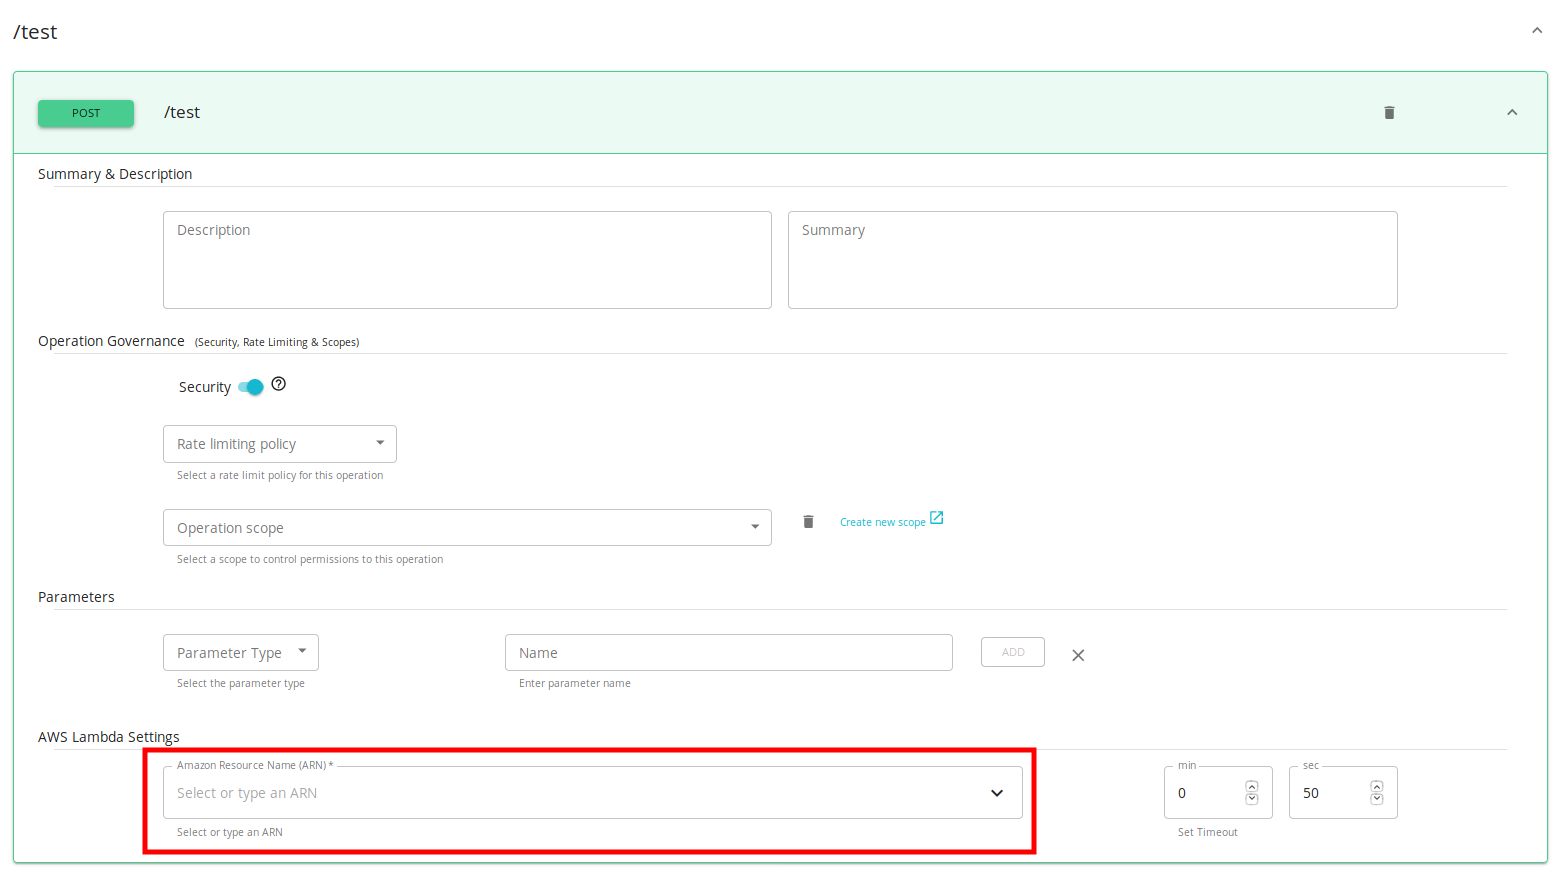 /test
POST /test
Summary & Description
Description Summary
Operation Governance (Security, Rate Limiting & Scopes)
Security
Rate limiting policy
Select a rate limit policy for this operation
Operation scope Create new scope
Select a scope to control permissions to this operation
Parameters
Parameter Type Name ADD
Select the parameter type Enter parameter name
AWS Lambda Settings
Amazon Resource Name (ARN) * min sec
Select or type an ARN 0 50
Select or type an ARN Set Timeout